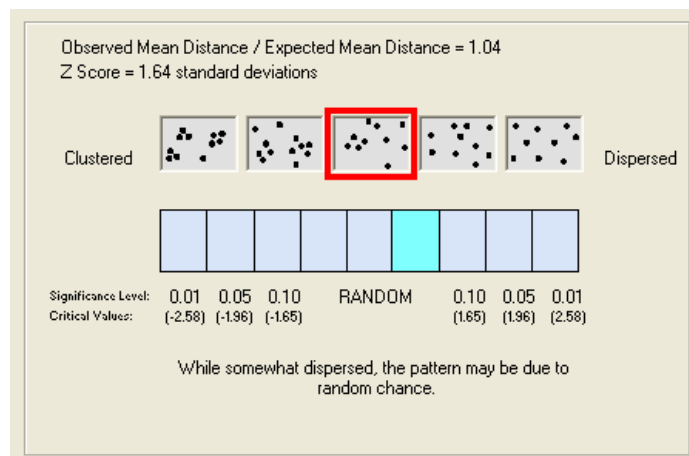 Observed Mean Distance / Expected Mean Distance = 1.04
Z Score = 1.64 standard deviations
Clustered
Dispersed
Significance Level: 0.01 0.05 0.10 RANDOM 0.10 0.05 0.01
Critical Values: (-2.58) (-1.96) (-1.65) (1.65) (1.96) (2.58)
While somewhat dispersed, the pattern may be due to
random chance.